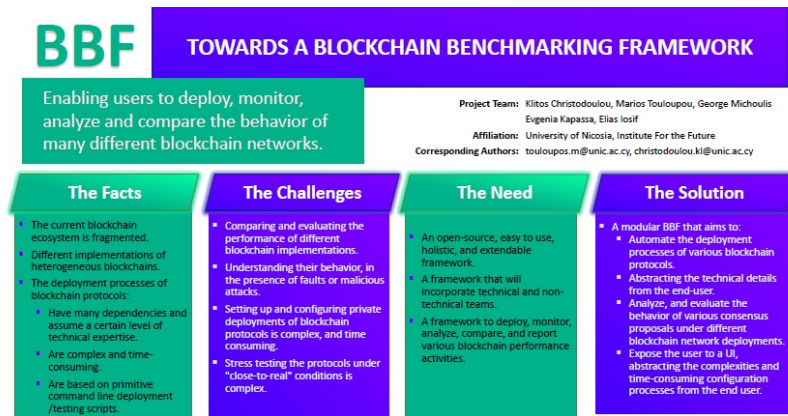 BBF
TOWARDS A BLOCKCHAIN BENCHMARKING FRAMEWORK
Enabling users to deploy, monitor,
analyze and compare the behavior of
many different blockchain networks.
Project Team: Klitos Christodoulou, Marios Touloupou, George Michoulis
Evgenia Kapassa, Elias Iosif
Affiliation: University of Nicosia, Institute For the Future
Corresponding Authors: touloupos.m@unic.ac.cy, christodoulou.kl@unic.ac.cy
The Facts
The current blockchain
ecosystem is fragmented.
Different implementations of
heterogeneous blockchains.
The deployment processes of
blockchain protocols:
Have many dependencies and
assume a certain level of
technical expertise.
Are complex and time-
consuming.
Are based on primitive
command line deployment
/testing scripts.
The Challenges
Comparing and evaluating the
performance of different
blockchain implementations.
Understanding their behavior, in
the presence of faults or malicious
attacks.
Setting up and configuring private
deployments of blockchain
protocols is complex, and time
consuming.
Stress testing the protocols under
"close-to-real" conditions is
complex.
The Need
An open-source, easy to use,
holistic, and extendable
framework.
A framework that will
incorporate technical and non-
technical teams.
A framework to deploy, monitor,
analyze, compare, and report
various blockchain performance
activities.
The Solution
A modular BBF that aims to:
Automate the deployment
processes of various blockchain
protocols.
Abstracting the technical details
from the end-user.
Analyze, and evaluate the
behavior of various consensus
proposals under different
blockchain network deployments.
Expose the user to a UI,
abstracting the complexities and
time-consuming configuration
processes from the end user.